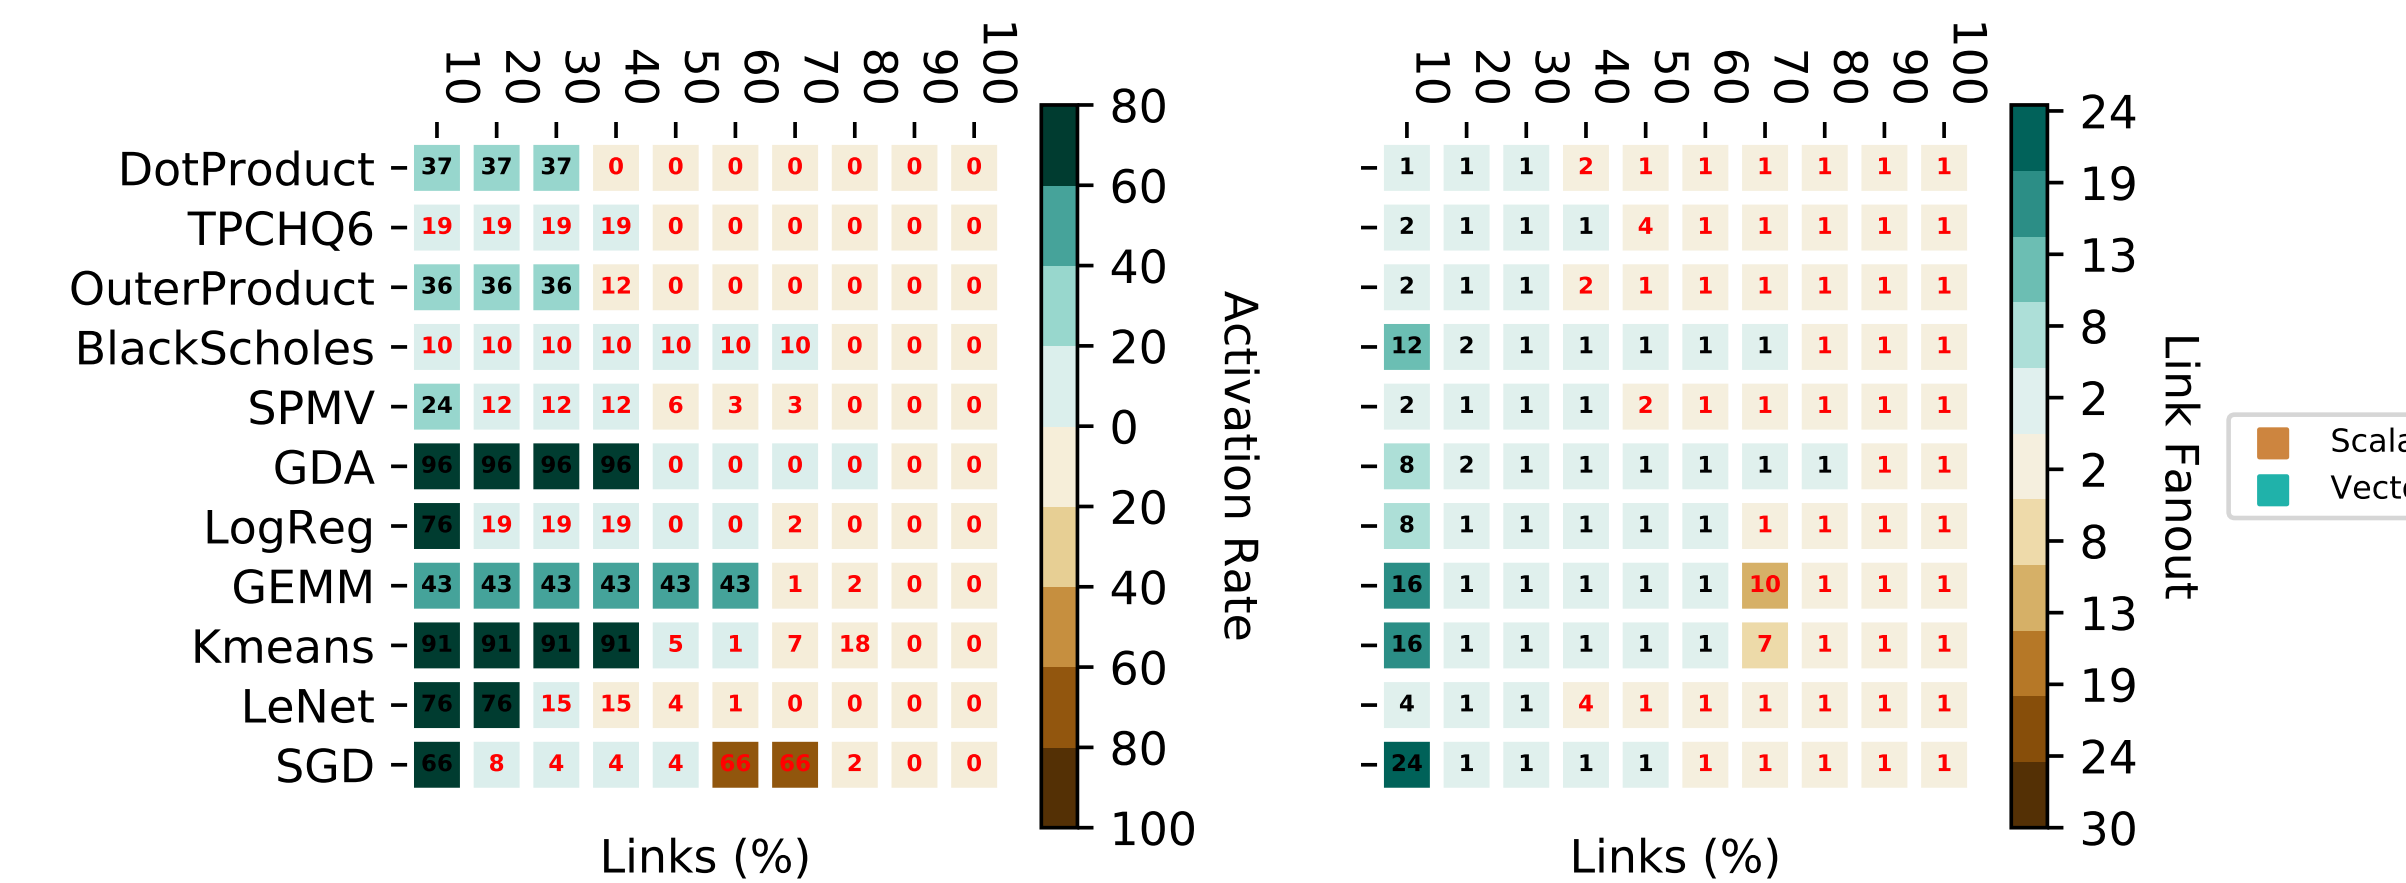 10 20 30 40 50 60 70 80 90 100
DotProduct 37 37 37 0 0 0 0 0 0 0
TPCHQ6 19 19 19 19 0 0 0 0 0 0
OuterProduct 36 36 36 12 0 0 0 0 0 0
BlackScholes 10 10 10 10 10 10 10 0 0 0
SPMV 24 12 12 12 6 3 3 0 0 0
GDA 96 96 96 96 0 0 0 0 0 0
LogReg 76 19 19 19 0 0 2 0 0 0
GEMM 43 43 43 43 43 43 1 2 0 0
Kmeans 91 91 91 91 5 1 7 18 0 0
LeNet 76 76 15 15 4 1 0 0 0 0
SGD 66 8 4 4 4 66 66 2 0 0
Links (%)
80
60
40
20
0
20
40
60
80
100
Activation Rate
10 20 30 40 50 60 70 80 90 100
1 1 1 2 1 1 1 1 1 1
2 1 1 1 4 1 1 1 1 1
2 1 1 2 1 1 1 1 1 1
12 2 1 1 1 1 1 1 1 1
2 1 1 1 2 1 1 1 1 1
8 2 1 1 1 1 1 1 1 1
8 1 1 1 1 1 1 1 1 1
16 1 1 1 1 1 10 1 1 1
16 1 1 1 1 1 7 1 1 1
4 1 1 4 1 1 1 1 1 1
24 1 1 1 1 1 1 1 1 1
Links (%)
24
19
13
8
2
2
8
13
19
24
30
Link Fanout
Scala
Vect